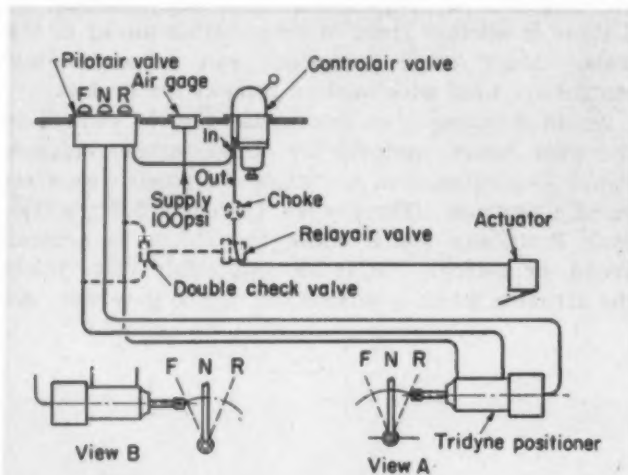 Pilotair valve
F N R
Air gage
Controlair valve
In
Out
Supply
100psi
Choke
Actuator
Relayair valve
Double check valve
F N R
F N R
View B
Tridyne positioner
View A